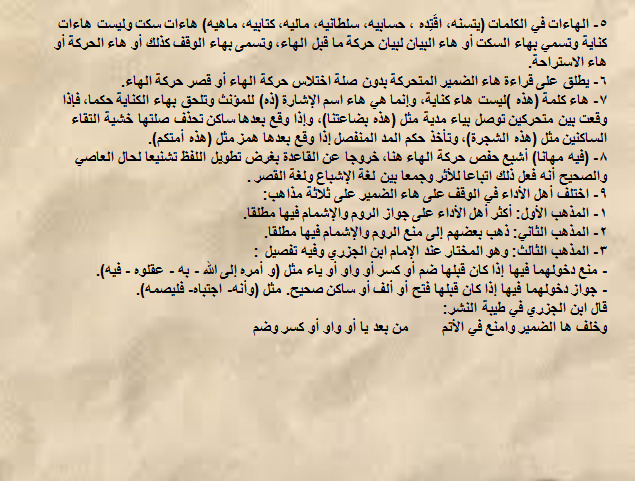 ٥- الهاءات في الكلمات (يتسنه، اقْتِدِه ، حسابيه، سلطانيه، ماليه، كتابيه، ماهيه) هاءات سكت وليست هاءات
كناية وتسمي بهاء السكت أو هاء البيان لبيان حركة ما قبل الهاء، وتسمى بهاء الوقف كذلك أو هاء الحركة أو
هاء الاستراحة.
٦- يطلق على قراءة هاء الضمير المتحركة بدون صلة اختلاس حركة الهاء أو قصر حركة الهاء.
٧- هاء كلمة (هذه )ليست هاء كناية، وإنما هي هاء اسم الإشارة (ذه) للمؤنث وتلحق بهاء الكناية حكما، فإذا
وقعت بين متحركين توصل بياء مدية مثل (هذه بضاعتنا)، وإذا وقع بعدها ساكن تحذف صلتها خشية التقاء
الساكنين مثل (هذه الشجرة)، وتأخذ حكم المد المنفصل إذا وقع بعدها همز مثل (هذه أمتكم).
٨- (فيه مهانا) أشبع حفص حركة الهاء هنا، خروجا عن القاعدة بغرض تطويل اللفظ تشنيعا لحال العاصي
والصحيح أنه فعل ذلك اتباعا للأثر وجمعا بين لغة الإشباع ولغة القصر .
٩- اختلف أهل الأداء في الوقف على هاء الضمير على ثلاثة مذاهب:
١- المذهب الأول: أكثر أهل الأداء على جواز الروم والإشمام فيها مطلقا.
٢- المذهب الثاني: ذهب بعضهم إلى منع الروم والإشمام فيها مطلقا.
٣- المذهب الثالث: وهو المختار عند الإمام ابن الجزري وفيه تفصيل :
- منع دخولهما فيها إذا كان قبلها ضم أو كسر أو واو أو ياء مثل (و أمره إلى الله - به - عقلوه - فيه).
- جواز دخولهما فيها إذا كان قبلها فتح أو ألف أو ساكن صحيح. مثل (وأنه- اجتباه- فليصمه).
قال ابن الجزري في طيبة النشر:
وخلف ها الضمير وامنع في الأتم من بعد يا أو واو أو كسر وضم